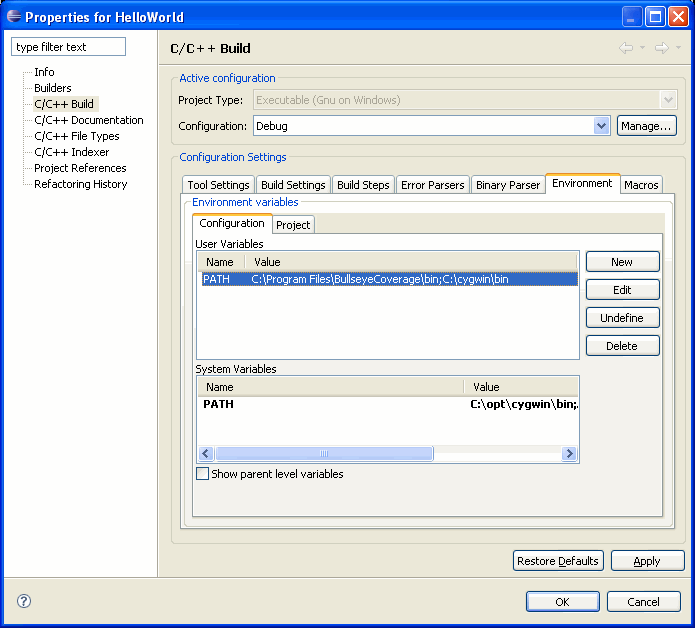 Properties for HelloWorld
type filter text
Info
Builders
C/C++ Build
C/C++ Documentation
C/C++ File Types
C/C++ Indexer
Project References
Refactoring History
C/C++ Build
Active configuration
Project Type: Executable (Gnu on Windows)
Configuration: Debug Manage...
Configuration Settings
Tool Settings Build Settings Build Steps Error Parsers Binary Parser Environment Macros
Environment variables
Configuration Project
User Variables
Name Value
PATH C:\Program Files\BullseyeCoverage\bin;C:\cygwin\bin
New
Edit
Undefine
Delete
System Variables
Name Value
PATH C:\opt\cygwin\bin;.
Show parent level variables
Restore Defaults Apply
? OK Cancel